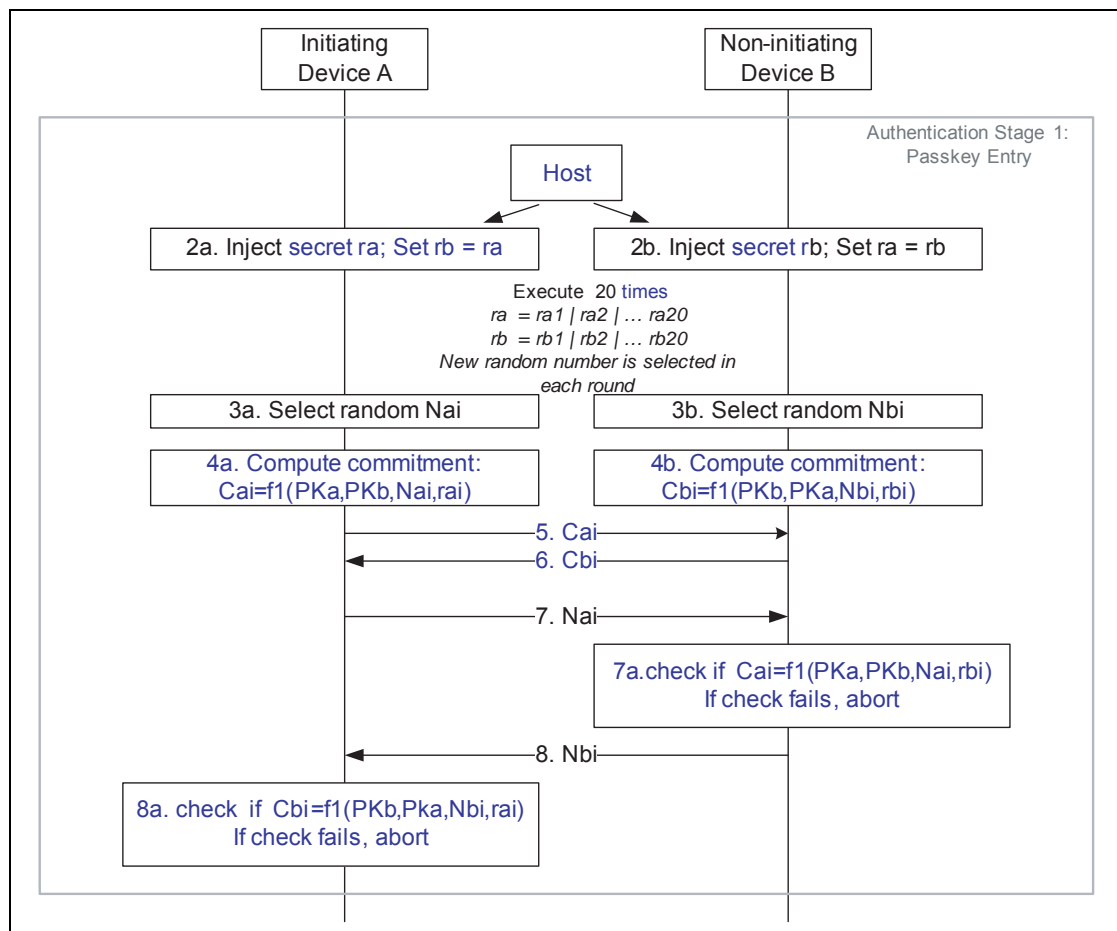 Initiating
Device A
Non-initiating
Device B
Authentication Stage 1:
Passkey Entry
Host
2a. Inject secret ra; Set rb = ra
2b. Inject secret rb; Set ra = rb
Execute 20 times
ra = ra1 | ra2 | … ra20
rb = rb1 | rb2 | … rb20
New random number is selected in
each round
3a. Select random Nai
3b. Select random Nbi
4a. Compute commitment:
Cai=f1(PKa,PKb,Nai,rai)
4b. Compute commitment:
Cbi=f1(PKb,PKa,Nbi,rbi)
5. Cai
6. Cbi
7. Nai
7a.check if Cai=f1(PKa,PKb,Nai,rbi)
If check fails, abort
8. Nbi
8a. check if Cbi=f1(PKb,Pka,Nbi,rai)
If check fails, abort